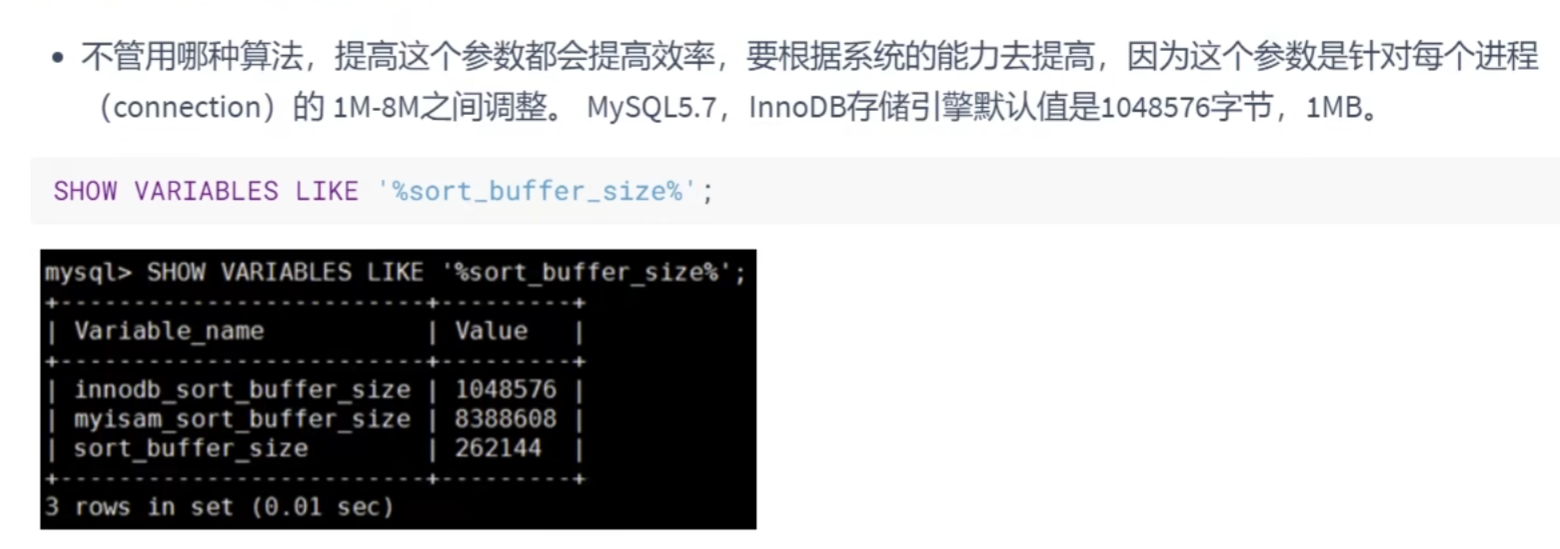 • 不管用哪种算法，提高这个参数都会提高效率，要根据系统的能力去提高，因为这个参数是针对每个进程
（connection）的 1M-8M之间调整。 MySQL5.7，InnoDB存储引擎默认值是1048576字节，1MB。
SHOW VARIABLES LIKE '%sort_buffer_size%';
mysql> SHOW VARIABLES LIKE '%sort_buffer_size%';
+-------------------------+---------+
| Variable_name           | Value   |
+-------------------------+---------+
| innodb_sort_buffer_size | 1048576 |
| myisam_sort_buffer_size | 8388608 |
| sort_buffer_size        | 262144  |
+-------------------------+---------+
3 rows in set (0.01 sec)